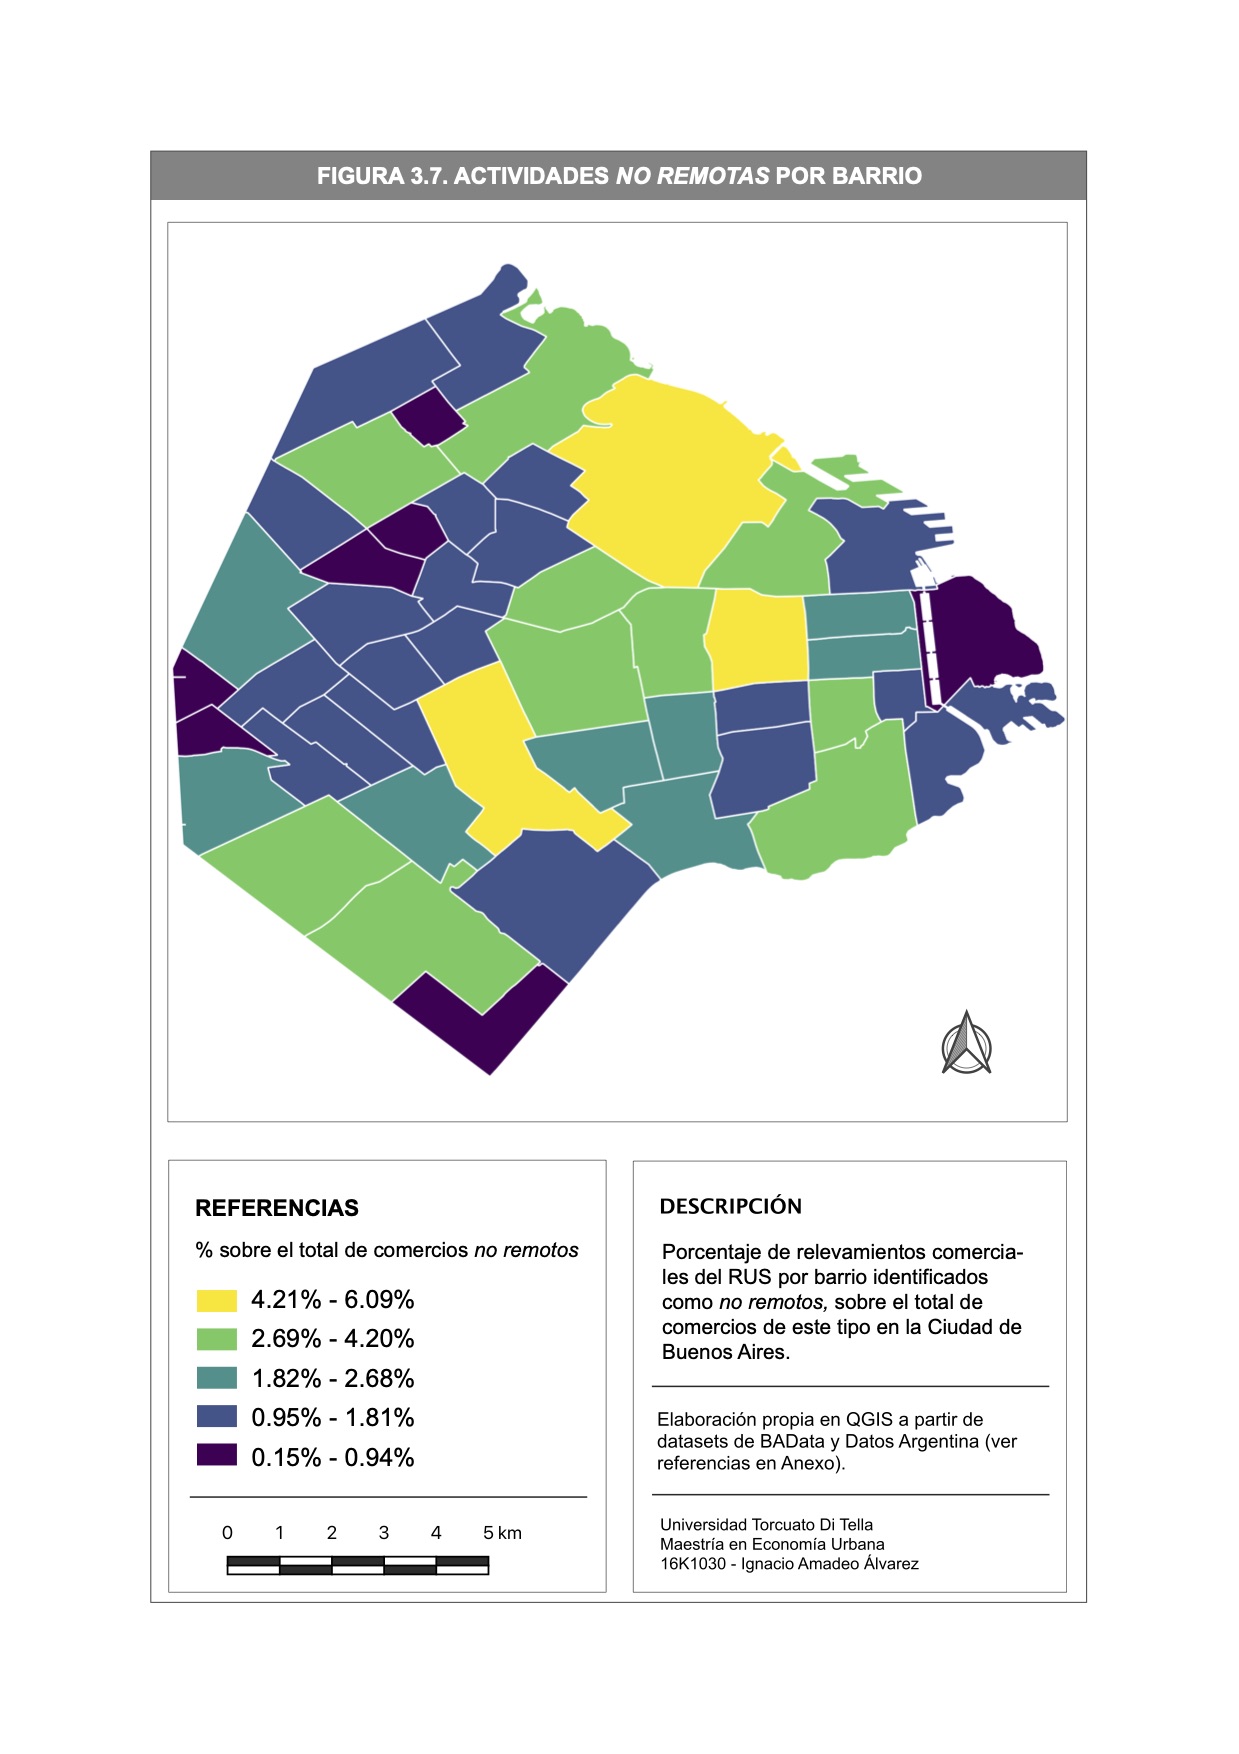 FIGURA 3.7. ACTIVIDADES NO REMOTAS POR BARRIO
REFERENCIAS
% sobre el total de comercios no remotos
4.21% - 6.09%
2.69% - 4.20%
1.82% - 2.68%
0.95% - 1.81%
0.15% - 0.94%
0 1 2 3 4 5 km
DESCRIPCIÓN
Porcentaje de relevamientos comercia-
les del RUS por barrio identificados
como no remotos, sobre el total de
comercios de este tipo en la Ciudad de
Buenos Aires.
Elaboración propia en QGIS a partir de
datasets de BAData y Datos Argentina (ver
referencias en Anexo).
Universidad Torcuato Di Tella
Maestría en Economía Urbana
16K1030 - Ignacio Amadeo Álvarez